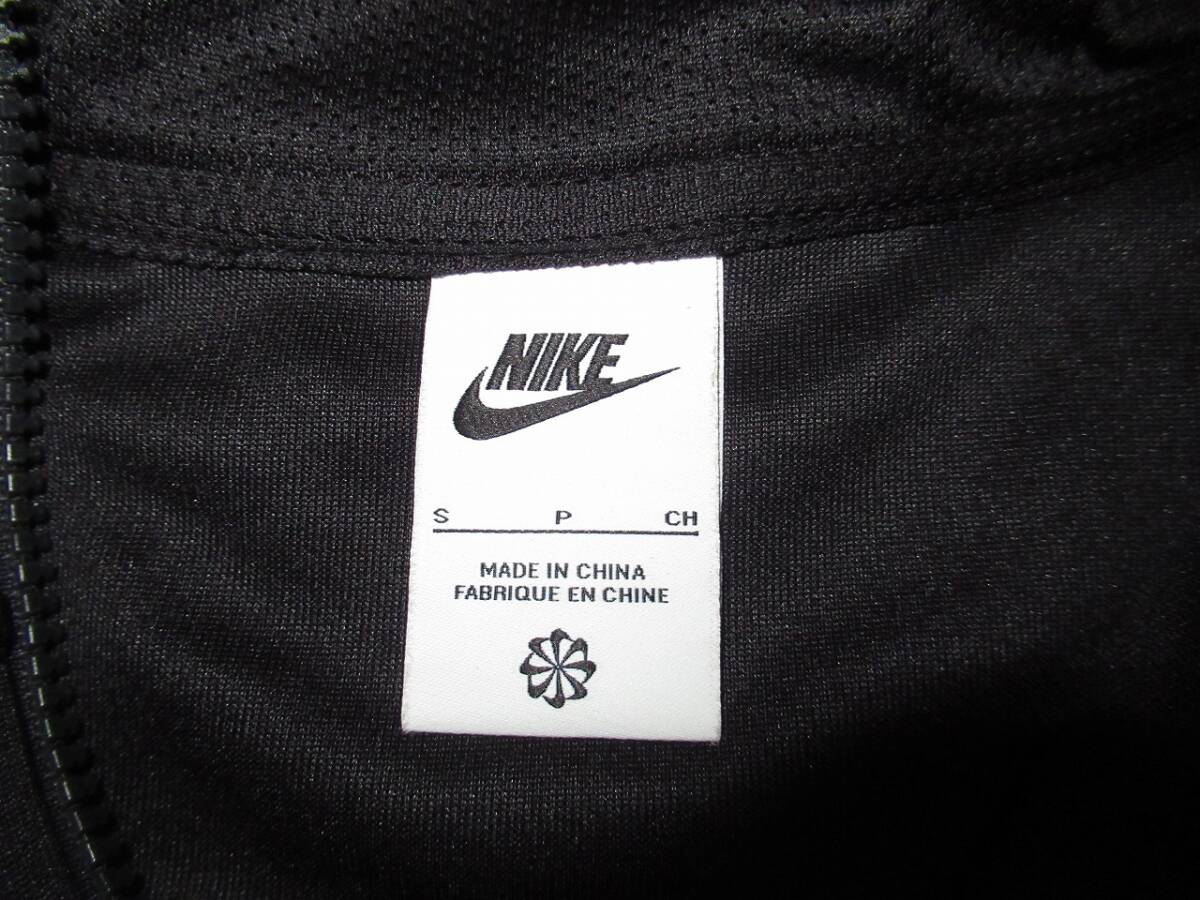 NIKE
S P CH
MADE IN CHINA
FABRIQUE EN CHINE